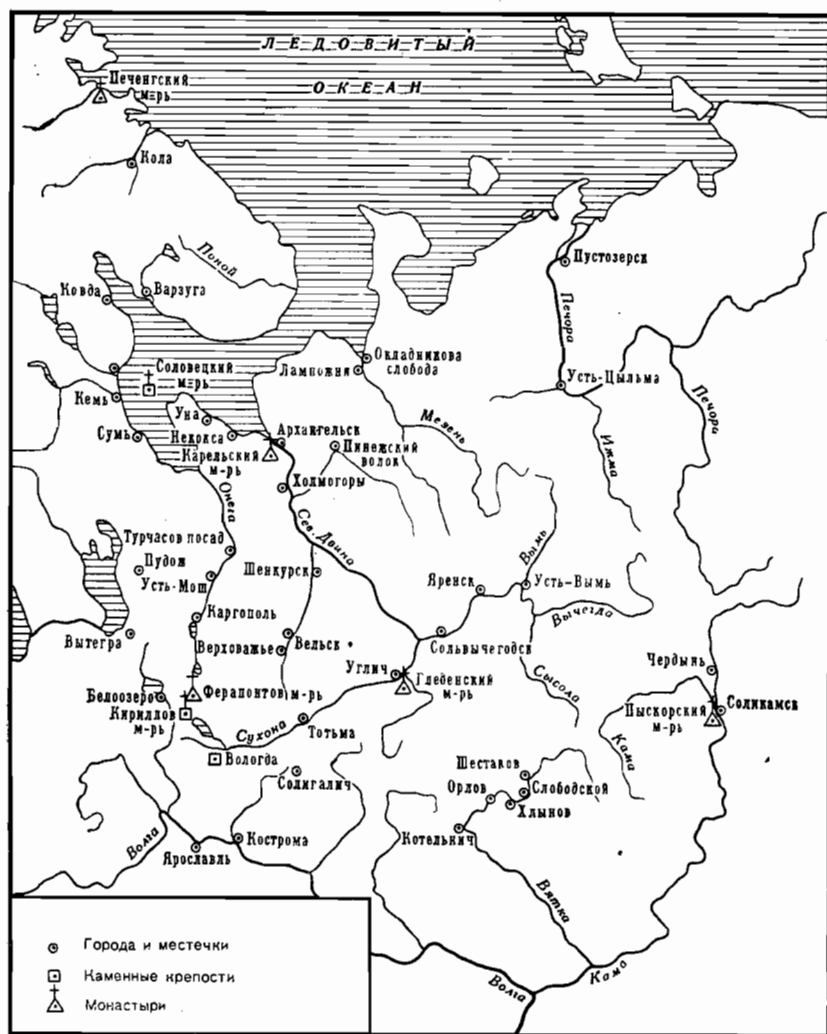 ЛЕДОВИТЫЙ
ОКЕАН
Печенгский
м-рь
Кола
Поной
Ковда
Варзуга
Пустозерск
Печора
Окладникова
слобода
Лампожня
Соловецкий
м-рь
Усть-Цыльма
Печора
Кемь
Уна
Мезень
Сумь
Некокса
Архангельск
Карельский
м-рь
Пинежский
волок
Ижма
Онега
Холмогоры
Сев. Двина
Турчасов посад
Вымь
Пудож
Усть-Мош
Шенкурск
Яренск
Усть-Вымь
Вычегда
Каргополь
Вытегра
Верховажье
Вельск
Сольвычегодск
Углич
Гледенский
м-рь
Сысола
Чердынь
Белоозеро
Ферапонтов м-рь
Кириллов
м-рь
Пыскорский
м-рь
Соликамск
Сухона
Тотьма
Кама
Вологда
Шестаков
Солигалич
Орлов
Слободской
Хлынов
Волга
Кострома
Котельнич
Ярославль
Вятка
Волга
Кама
Города и местечки
Каменные крепости
Монастыри